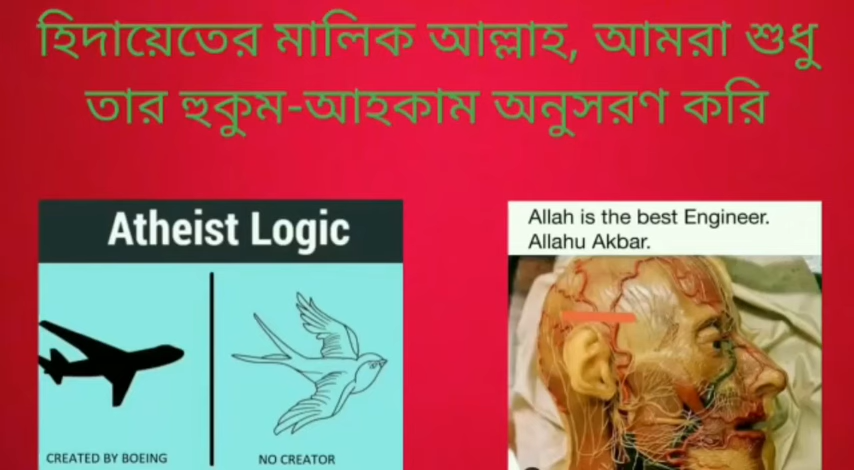 হিদায়েতের মালিক আল্লাহ, আমরা শুধু
তার হুকুম-আহকাম অনুসরণ করি
Atheist Logic
CREATED BY BOEING
NO CREATOR
Allah is the best Engineer.
Allahu Akbar.